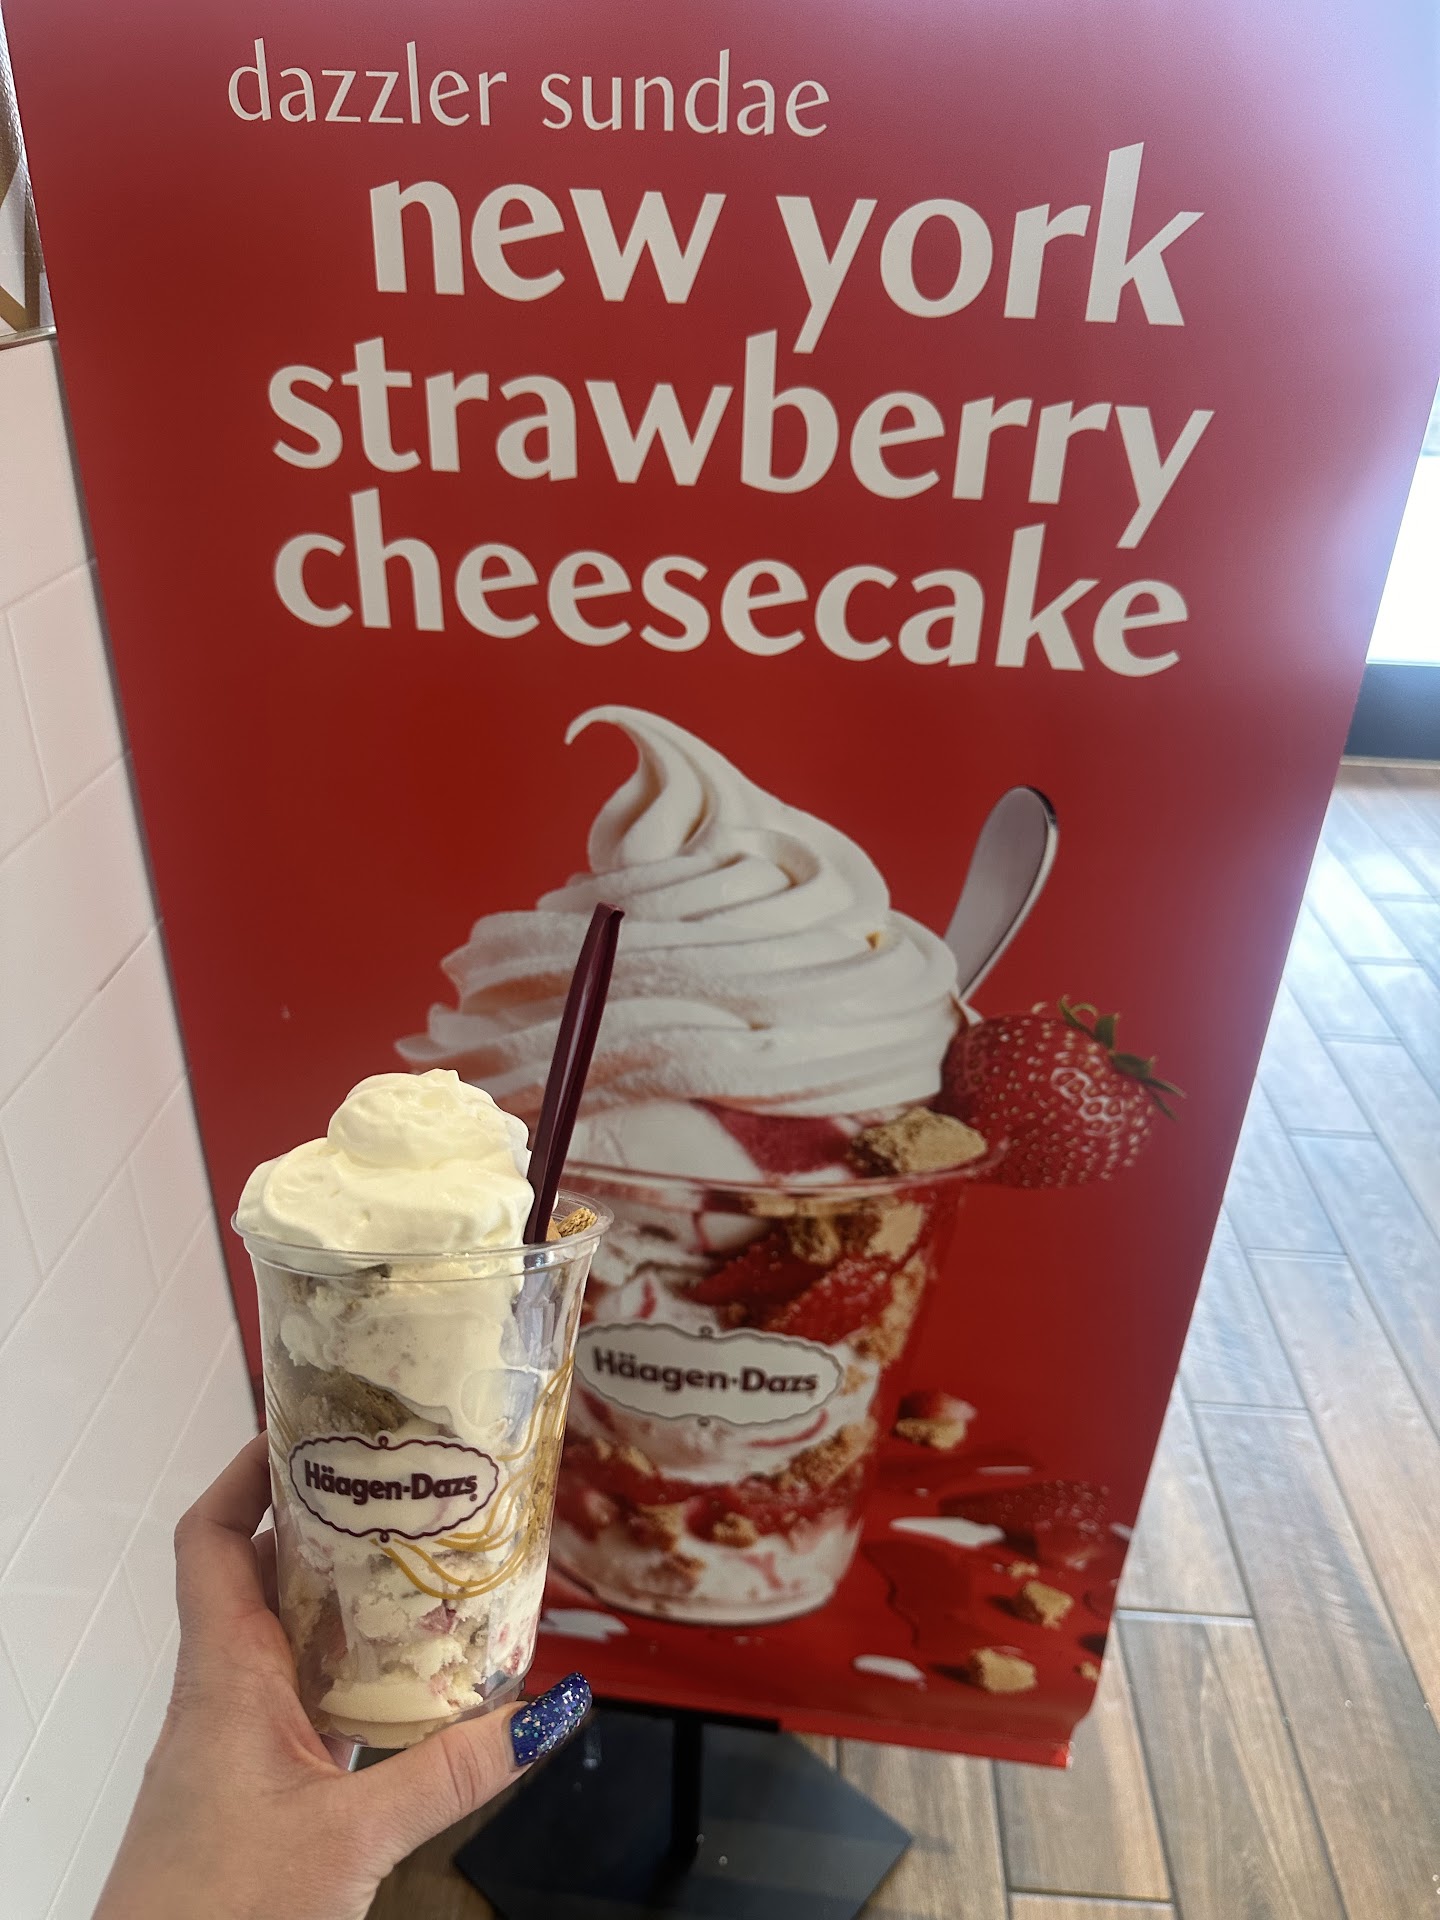 dazzler sundae
new york
strawberry
cheesecake
Häagen-Dazs
Häagen-Dazs